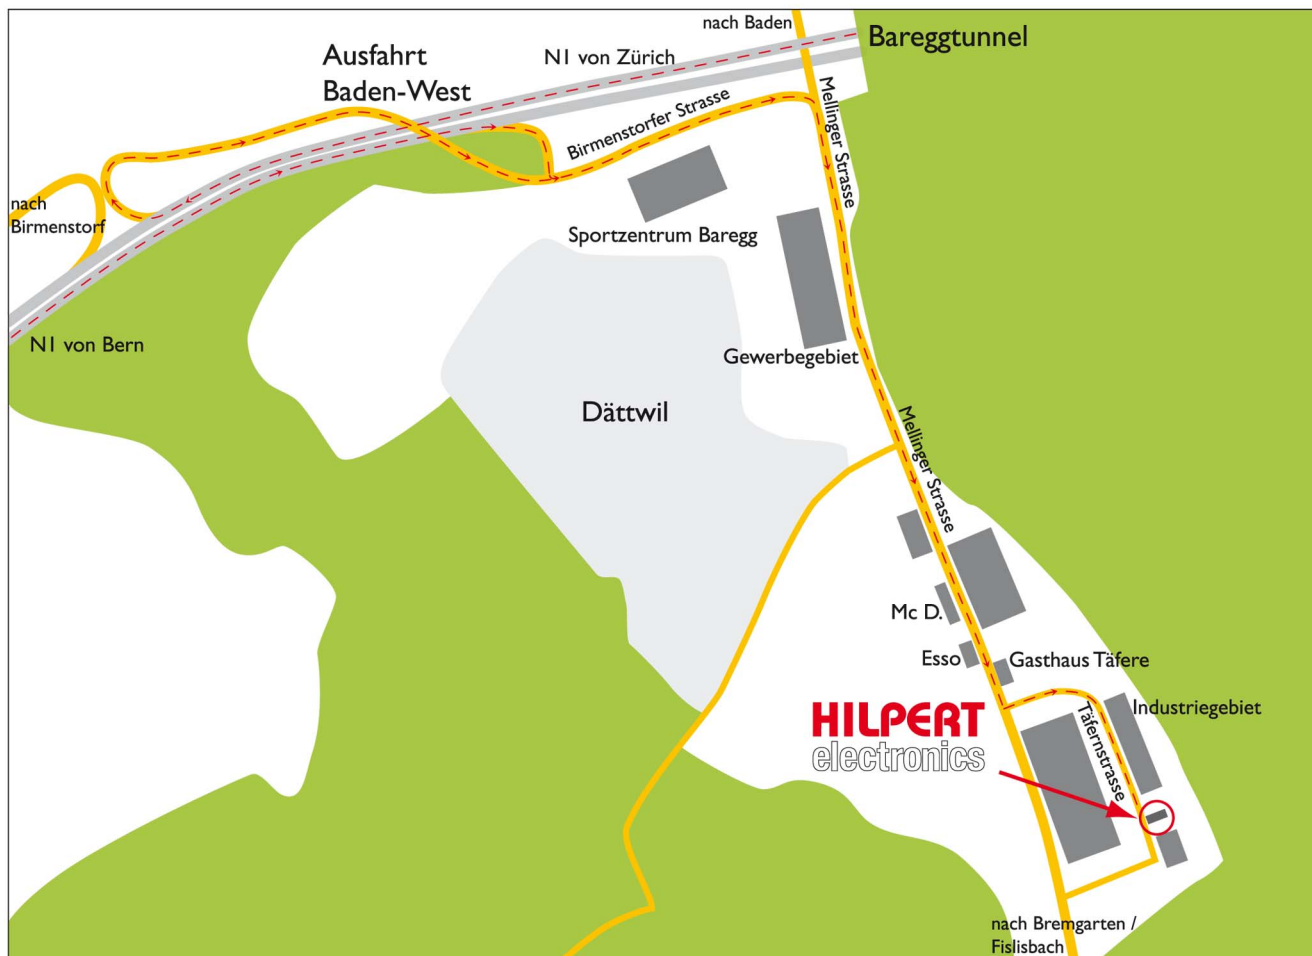 nach Baden
Bareggtunnel
Ausfahrt
Baden-West
N1 von Zürich
Mellinger Strasse
Birmenstorfer Strasse
nach
Birmenstorf
Sportzentrum Baregg
N1 von Bern
Gewerbegebiet
Dättwil
Mellinger Strasse
Mc D.
Esso
Gasthaus Täfere
HILPERT
electronics
Industriegebiet
Täfernstrasse
nach Bremgarten /
Fislisbach